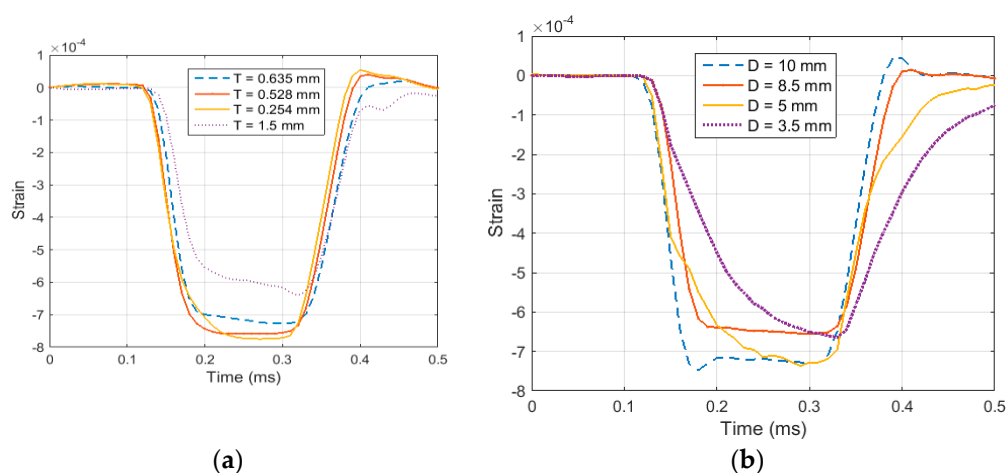 ×10⁻⁴
1
0
-1
-2
-3
-4
-5
-6
-7
-8
Strain
0
0.1
0.2
0.3
0.4
0.5
Time (ms)
T = 0.635 mm
T = 0.528 mm
T = 0.254 mm
T = 1.5 mm
(a)
×10⁻⁴
1
0
-1
-2
-3
-4
-5
-6
-7
-8
Strain
0
0.1
0.2
0.3
0.4
0.5
Time (ms)
D = 10 mm
D = 8.5 mm
D = 5 mm
D = 3.5 mm
(b)